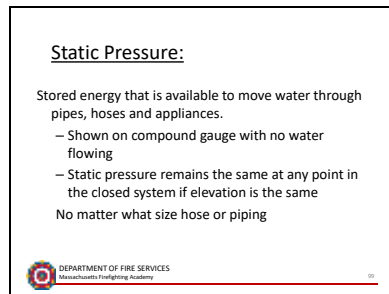 Static Pressure:
Stored energy that is available to move water through
pipes, hoses and appliances.
– Shown on compound gauge with no water
flowing
– Static pressure remains the same at any point in
the closed system if elevation is the same
No matter what size hose or piping
DEPARTMENT OF FIRE SERVICES
Massachusetts Firefighting Academy
99